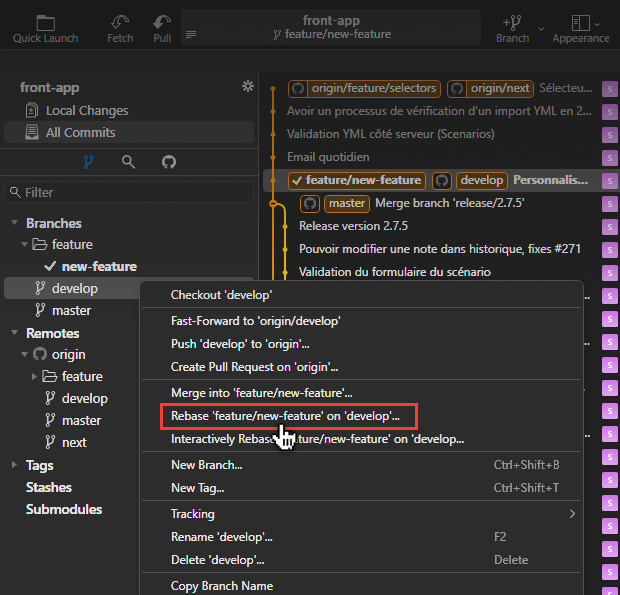 front-app
Quick Launch
Fetch
Pull
feature/new-feature
Branch
Appearance
front-app
Local Changes
All Commits
Filter
Branches
feature
new-feature
develop
master
Remotes
origin
feature
develop
master
next
Tags
Stashes
Submodules
origin/feature/selectors origin/next Sélecteu... s
Avoir un processus de vérification d'un import YML en 2... s
Validation YML côté serveur (Scenarios) s
Email quotidien s
feature/new-feature develop Personnalis... s
master Merge branch 'release/2.7.5' s
Release version 2.7.5 s
Pouvoir modifier une note dans historique, fixes #271 s
Validation du formulaire du scénario s
Checkout 'develop'
Fast-Forward to 'origin/develop'
Push 'develop' to 'origin'...
Create Pull Request on 'origin'...
Merge into 'feature/new-feature'...
Rebase 'feature/new-feature' on 'develop'...
Interactively Rebase ture/new-feature' on 'develop...
New Branch... Ctrl+Shift+B
New Tag... Ctrl+Shift+T
Tracking
Rename 'develop'... F2
Delete 'develop'... Delete
Copy Branch Name